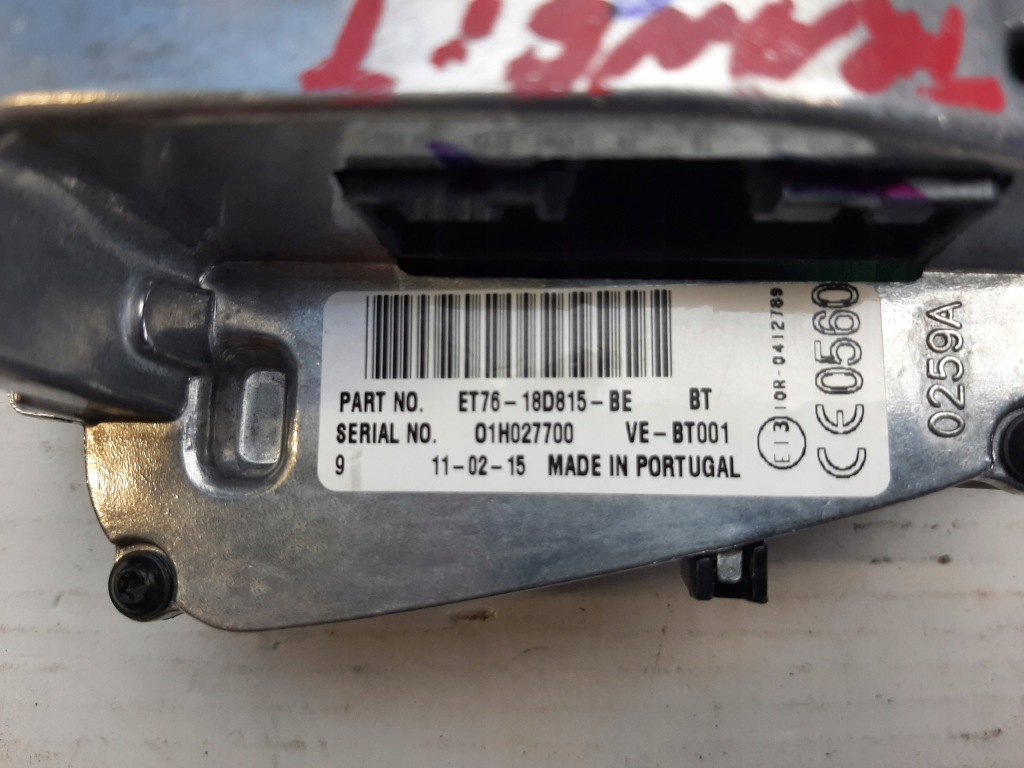 PART NO. ET76-18D815-BE BT
SERIAL NO. 01H027700 VE-BT001
9 11-02-15 MADE IN PORTUGAL
E13 10R-0412789
CE0560
0259A